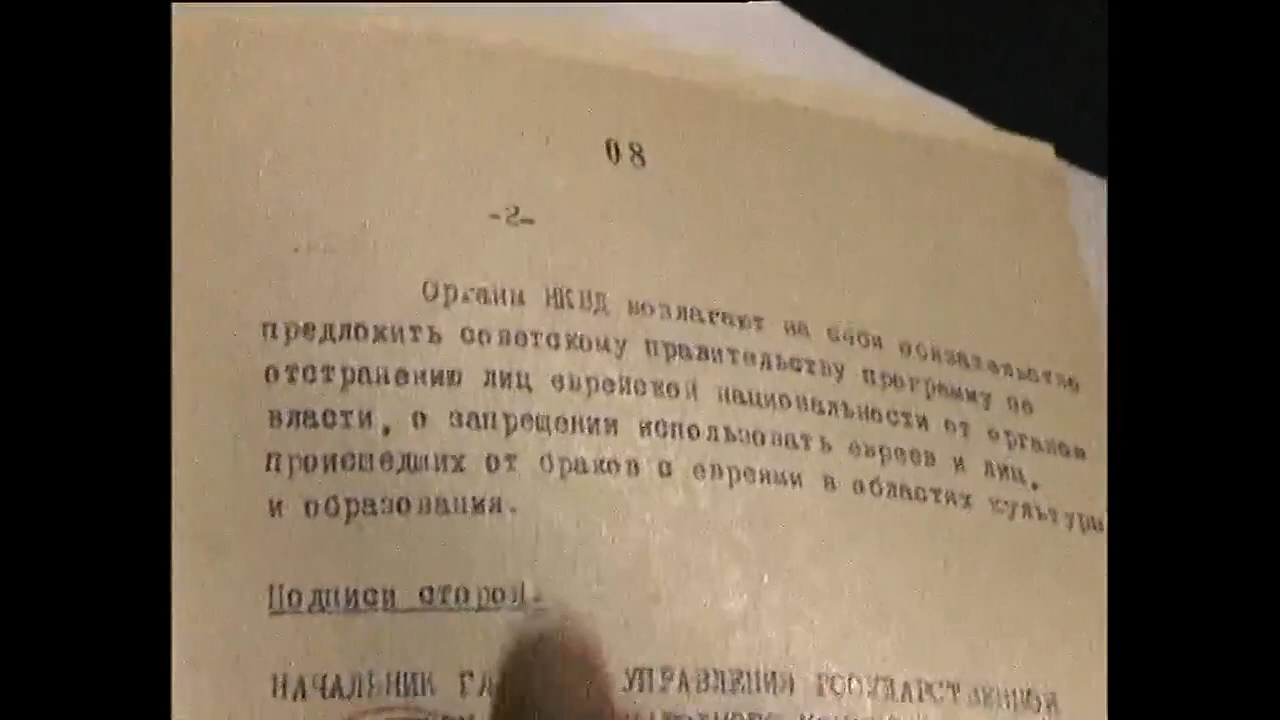 08
-2-
Органы НКВД возлагают на себя обязательство
предложить советскому правительству программу по
отстранению лиц еврейской национальности от органов
власти, о запрещении использовать евреев и лиц,
происшедших от браков с евреями в областях культуры
и образования.
Подписи сторон.
НАЧАЛЬНИК УПРАВЛЕНИЯ ГОСУДАРСТВЕННОЙ